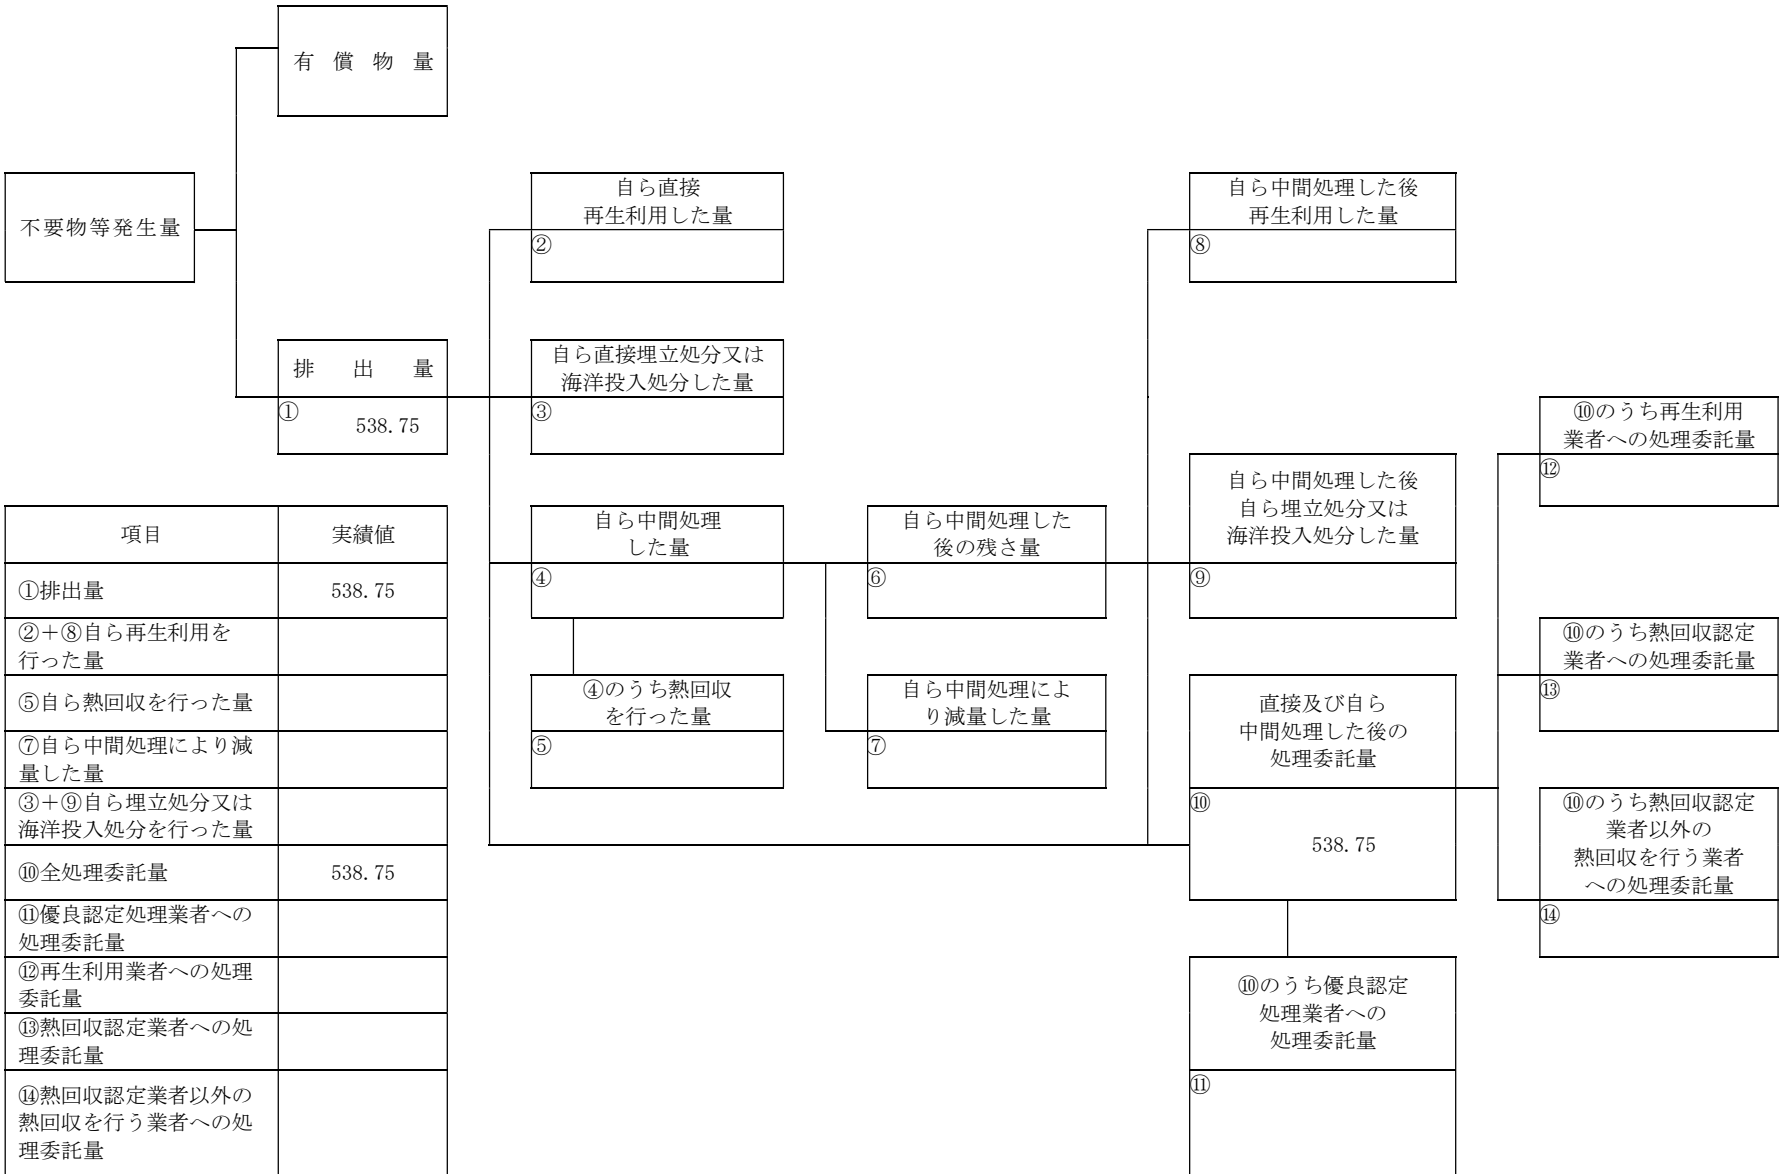 有償物量
不要物等発生量
排出量
①
538.75
自ら直接
再生利用した量
②
自ら直接埋立処分又は
海洋投入処分した量
③
自ら中間処理
した量
④
④のうち熱回収
を行った量
⑤
自ら中間処理した
後の残さ量
⑥
自ら中間処理によ
り減量した量
⑦
自ら中間処理した後
再生利用した量
⑧
自ら中間処理した後
自ら埋立処分又は
海洋投入処分した量
⑨
直接及び自ら
中間処理した後の
処理委託量
⑩
538.75
⑩のうち優良認定
処理業者への
処理委託量
⑪
⑩のうち再生利用
業者への処理委託量
⑫
⑩のうち熱回収認定
業者への処理委託量
⑬
⑩のうち熱回収認定
業者以外の
熱回収を行う業者
への処理委託量
⑭
項目 実績値
①排出量 538.75
②+⑧自ら再生利用を
行った量
⑤自ら熱回収を行った量
⑦自ら中間処理により減
量した量
③+⑨自ら埋立処分又は
海洋投入処分を行った量
⑩全処理委託量 538.75
⑪優良認定処理業者への
処理委託量
⑫再生利用業者への処理
委託量
⑬熱回収認定業者への処
理委託量
⑭熱回収認定業者以外の
熱回収を行う業者への処
理委託量